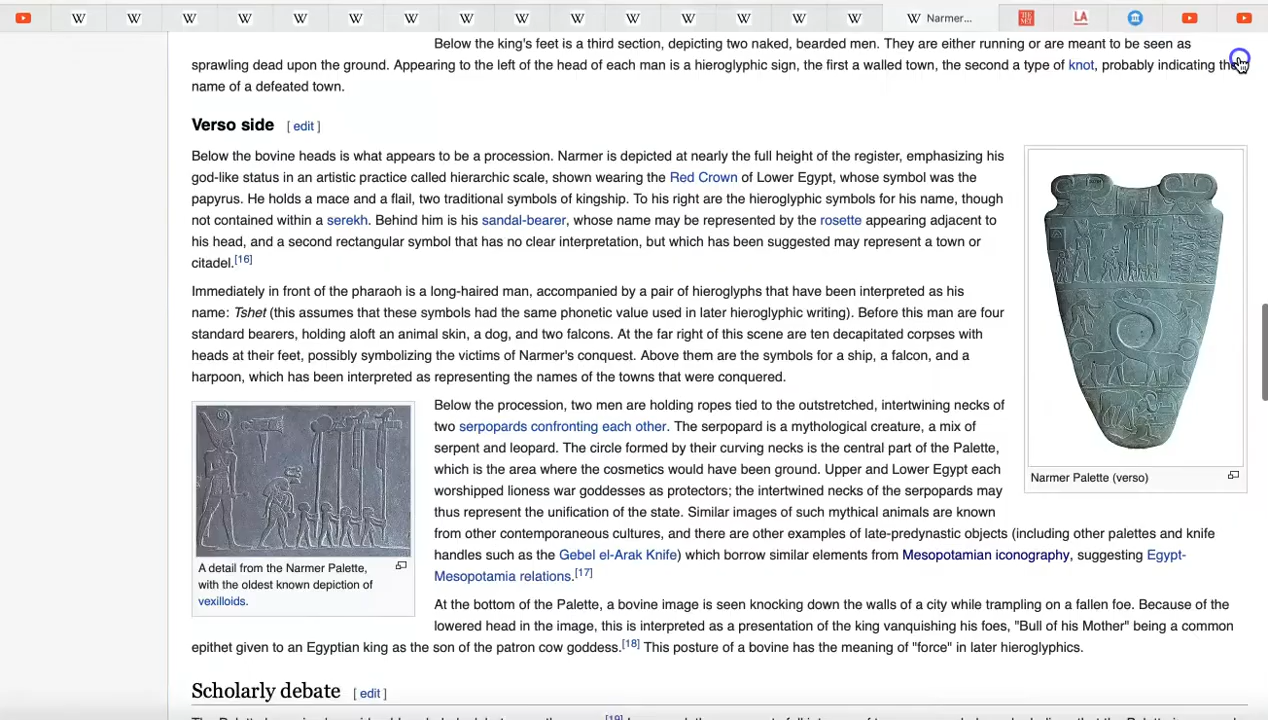 Narmer...
THE MET
LA
Below the king's feet is a third section, depicting two naked, bearded men. They are either running or are meant to be seen as
sprawling dead upon the ground. Appearing to the left of the head of each man is a hieroglyphic sign, the first a walled town, the second a type of knot, probably indicating the
name of a defeated town.
Verso side [ edit ]
Below the bovine heads is what appears to be a procession. Narmer is depicted at nearly the full height of the register, emphasizing his
god-like status in an artistic practice called hierarchic scale, shown wearing the Red Crown of Lower Egypt, whose symbol was the
papyrus. He holds a mace and a flail, two traditional symbols of kingship. To his right are the hieroglyphic symbols for his name, though
not contained within a serekh. Behind him is his sandal-bearer, whose name may be represented by the rosette appearing adjacent to
his head, and a second rectangular symbol that has no clear interpretation, but which has been suggested may represent a town or
citadel.[16]
Immediately in front of the pharaoh is a long-haired man, accompanied by a pair of hieroglyphs that have been interpreted as his
name: Tshet (this assumes that these symbols had the same phonetic value used in later hieroglyphic writing). Before this man are four
standard bearers, holding aloft an animal skin, a dog, and two falcons. At the far right of this scene are ten decapitated corpses with
heads at their feet, possibly symbolizing the victims of Narmer's conquest. Above them are the symbols for a ship, a falcon, and a
harpoon, which has been interpreted as representing the names of the towns that were conquered.
Below the procession, two men are holding ropes tied to the outstretched, intertwining necks of
two serpopards confronting each other. The serpopard is a mythological creature, a mix of
serpent and leopard. The circle formed by their curving necks is the central part of the Palette,
which is the area where the cosmetics would have been ground. Upper and Lower Egypt each
worshipped lioness war goddesses as protectors; the intertwined necks of the serpopards may
thus represent the unification of the state. Similar images of such mythical animals are known
from other contemporaneous cultures, and there are other examples of late-predynastic objects (including other palettes and knife
handles such as the Gebel el-Arak Knife) which borrow similar elements from Mesopotamian iconography, suggesting Egypt-
Mesopotamia relations.[17]
Narmer Palette (verso)
A detail from the Narmer Palette,
with the oldest known depiction of
vexilloids.
At the bottom of the Palette, a bovine image is seen knocking down the walls of a city while trampling on a fallen foe. Because of the
lowered head in the image, this is interpreted as a presentation of the king vanquishing his foes, "Bull of his Mother" being a common
epithet given to an Egyptian king as the son of the patron cow goddess.[18] This posture of a bovine has the meaning of "force" in later hieroglyphics.
Scholarly debate [ edit ]